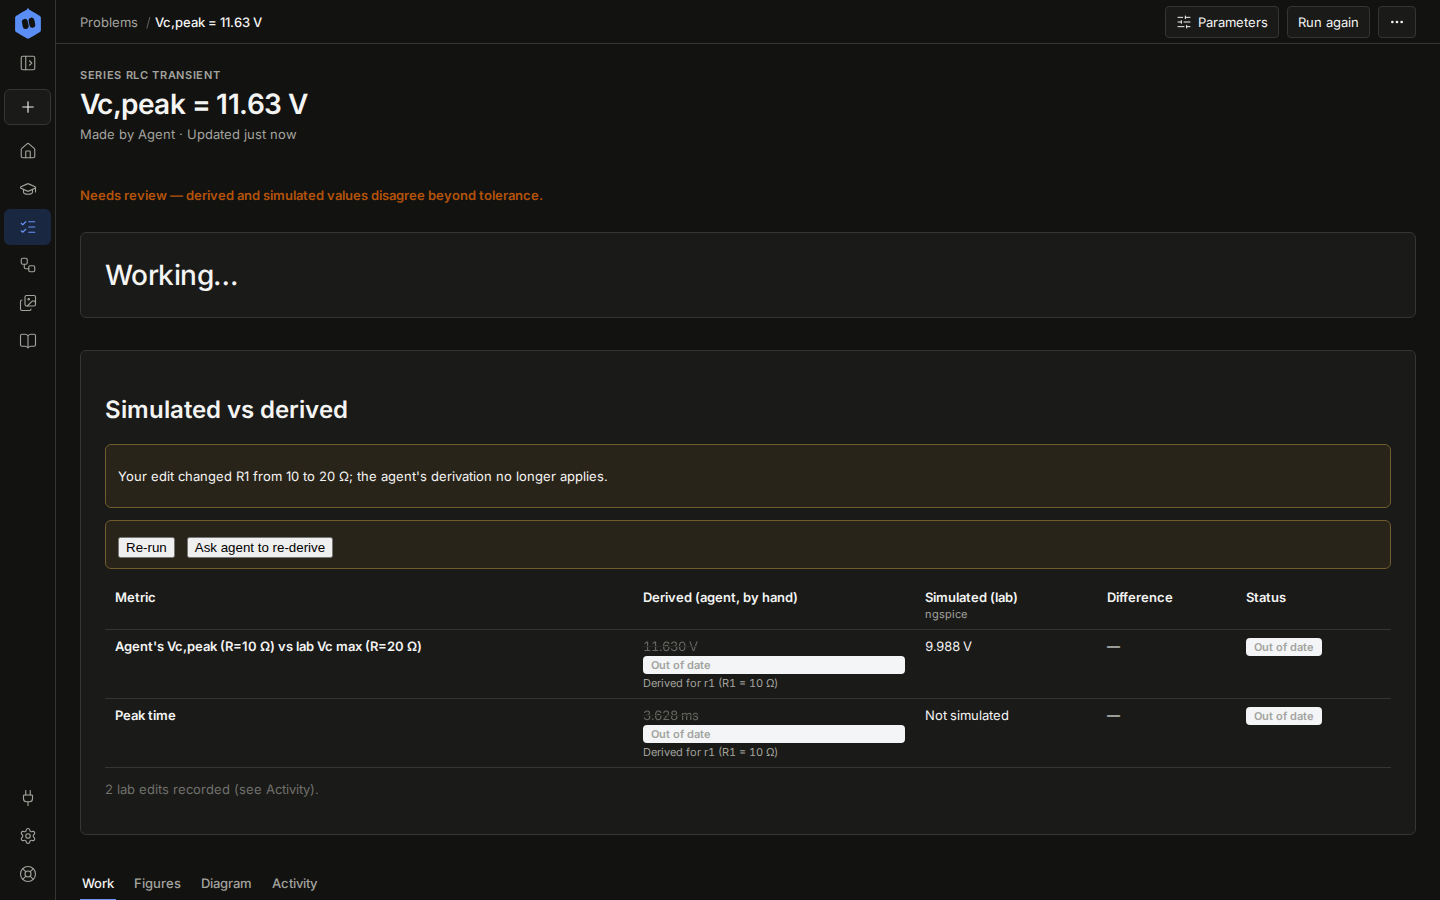 Problems / Vc,peak = 11.63 V
Parameters
Run again
SERIES RLC TRANSIENT
Vc,peak = 11.63 V
Made by Agent · Updated just now
Needs review — derived and simulated values disagree beyond tolerance.
Working...
Simulated vs derived
Your edit changed R1 from 10 to 20 Ω; the agent's derivation no longer applies.
Re-run
Ask agent to re-derive
Metric Derived (agent, by hand) Simulated (lab) Difference Status
ngspice
Agent's Vc,peak (R=10 Ω) vs lab Vc max (R=20 Ω) 11.630 V 9.988 V — Out of date
Out of date
Derived for r1 (R1 = 10 Ω)
Peak time 3.628 ms Not simulated — Out of date
Out of date
Derived for r1 (R1 = 10 Ω)
2 lab edits recorded (see Activity).
Work Figures Diagram Activity